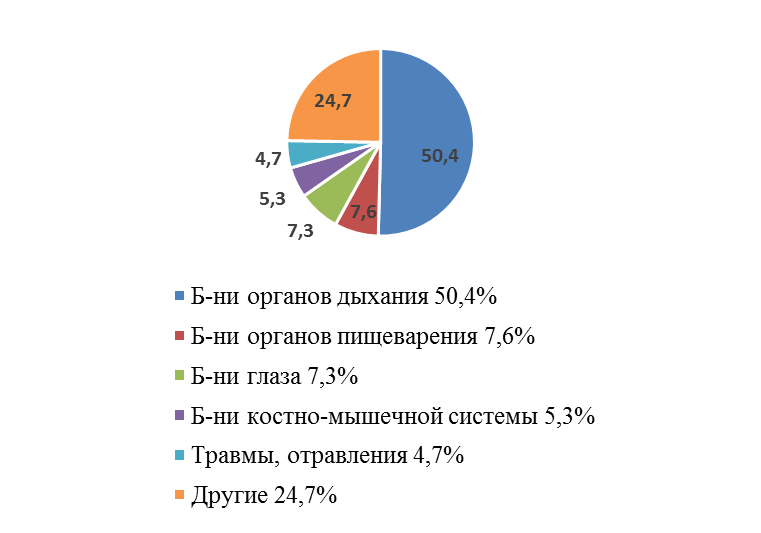 24,7
50,4
4,7
5,3
7,6
7,3
Б-ни органов дыхания 50,4%
Б-ни органов пищеварения 7,6%
Б-ни глаза 7,3%
Б-ни костно-мышечной системы 5,3%
Травмы, отравления 4,7%
Другие 24,7%